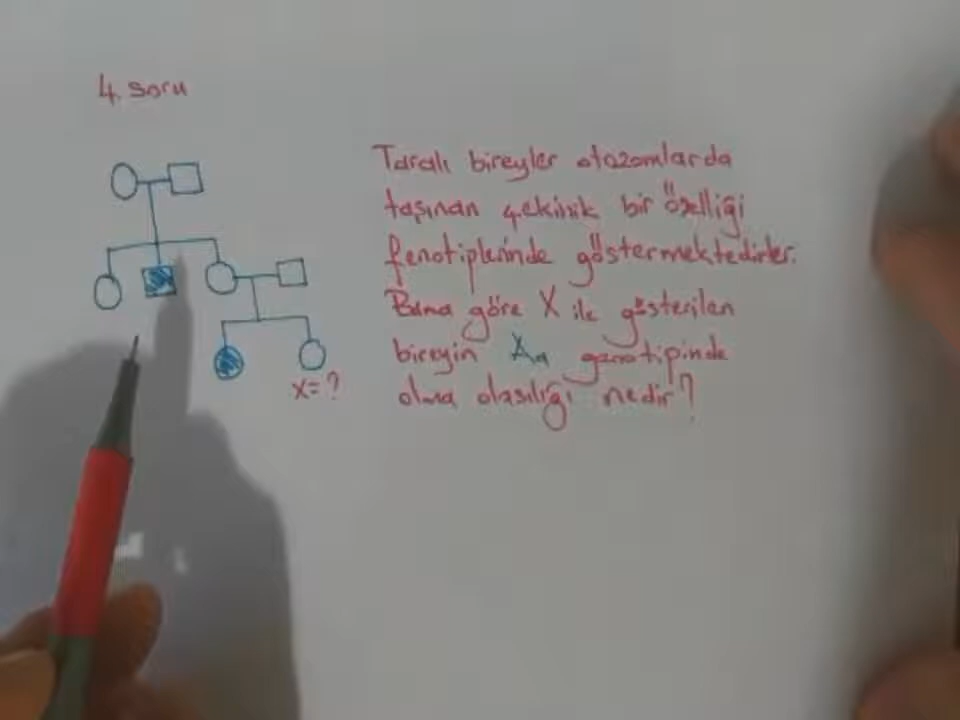 4. soru
Taralı bireyler otozomlarda
taşınan çekinik bir özelliği
fenotiplerinde göstermektedirler.
Buna göre X ile gösterilen
bireyin Aa genotipinde
olma olasılığı nedir?
x=?